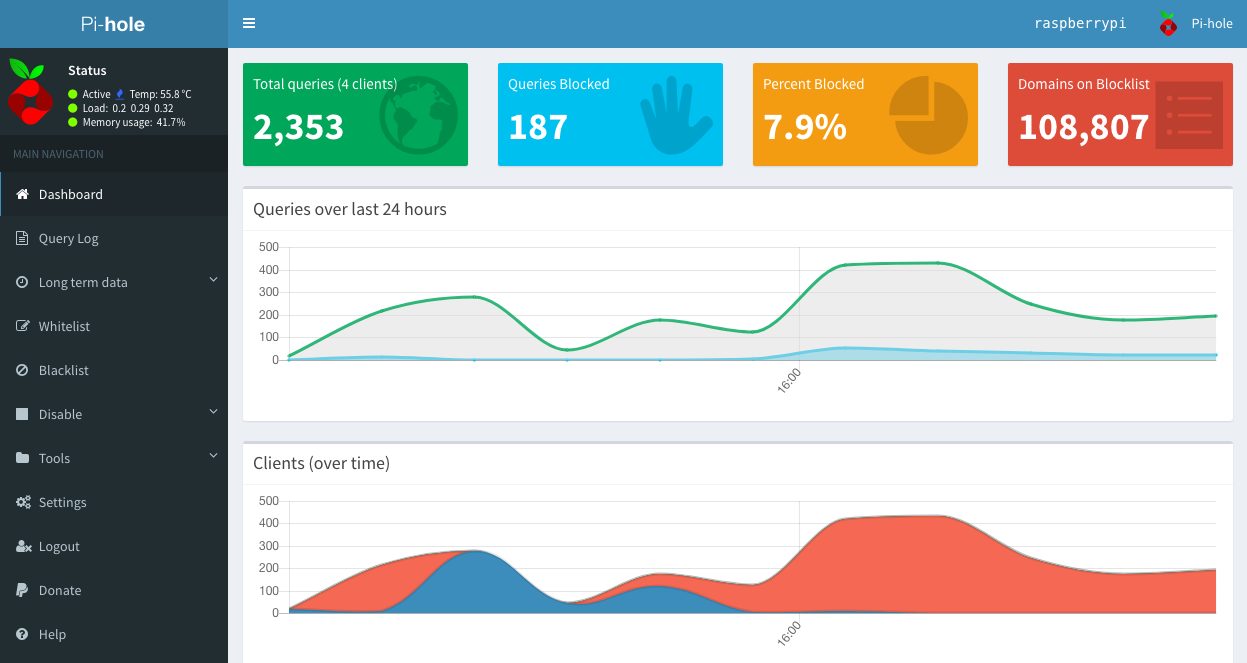 Pi-hole
raspberrypi
Pi-hole
Status
Active Temp: 55.8 °C
Load: 0.2 0.29 0.32
Memory usage: 41.7%
MAIN NAVIGATION
Dashboard
Query Log
Long term data
Whitelist
Blacklist
Disable
Tools
Settings
Logout
Donate
Help
Total queries (4 clients)
2,353
Queries Blocked
187
Percent Blocked
7.9%
Domains on Blocklist
108,807
Queries over last 24 hours
500
400
300
200
100
0
16:00
Clients (over time)
500
400
300
200
100
0
16:00